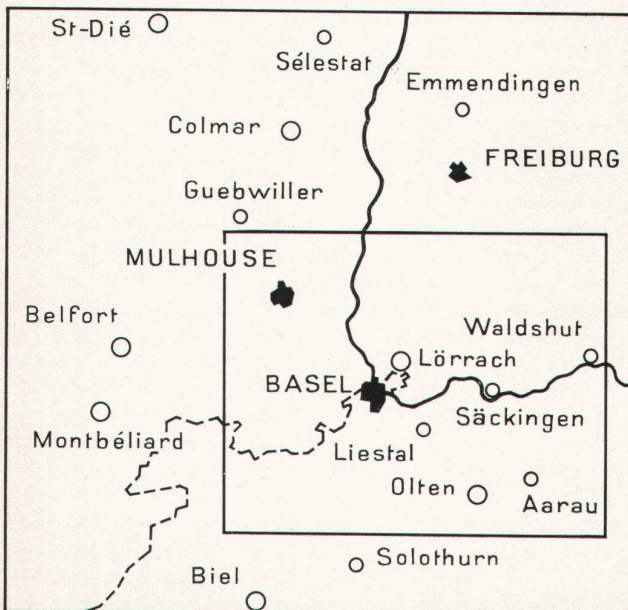 St-Dié
Sélestat
Emmendingen
Colmar
FREIBURG
Guebwiller
MULHOUSE
Belfort
Waldshut
Lörrach
BASEL
Säckingen
Montbéliard
Liestal
Olten
Aarau
Solothurn
Biel